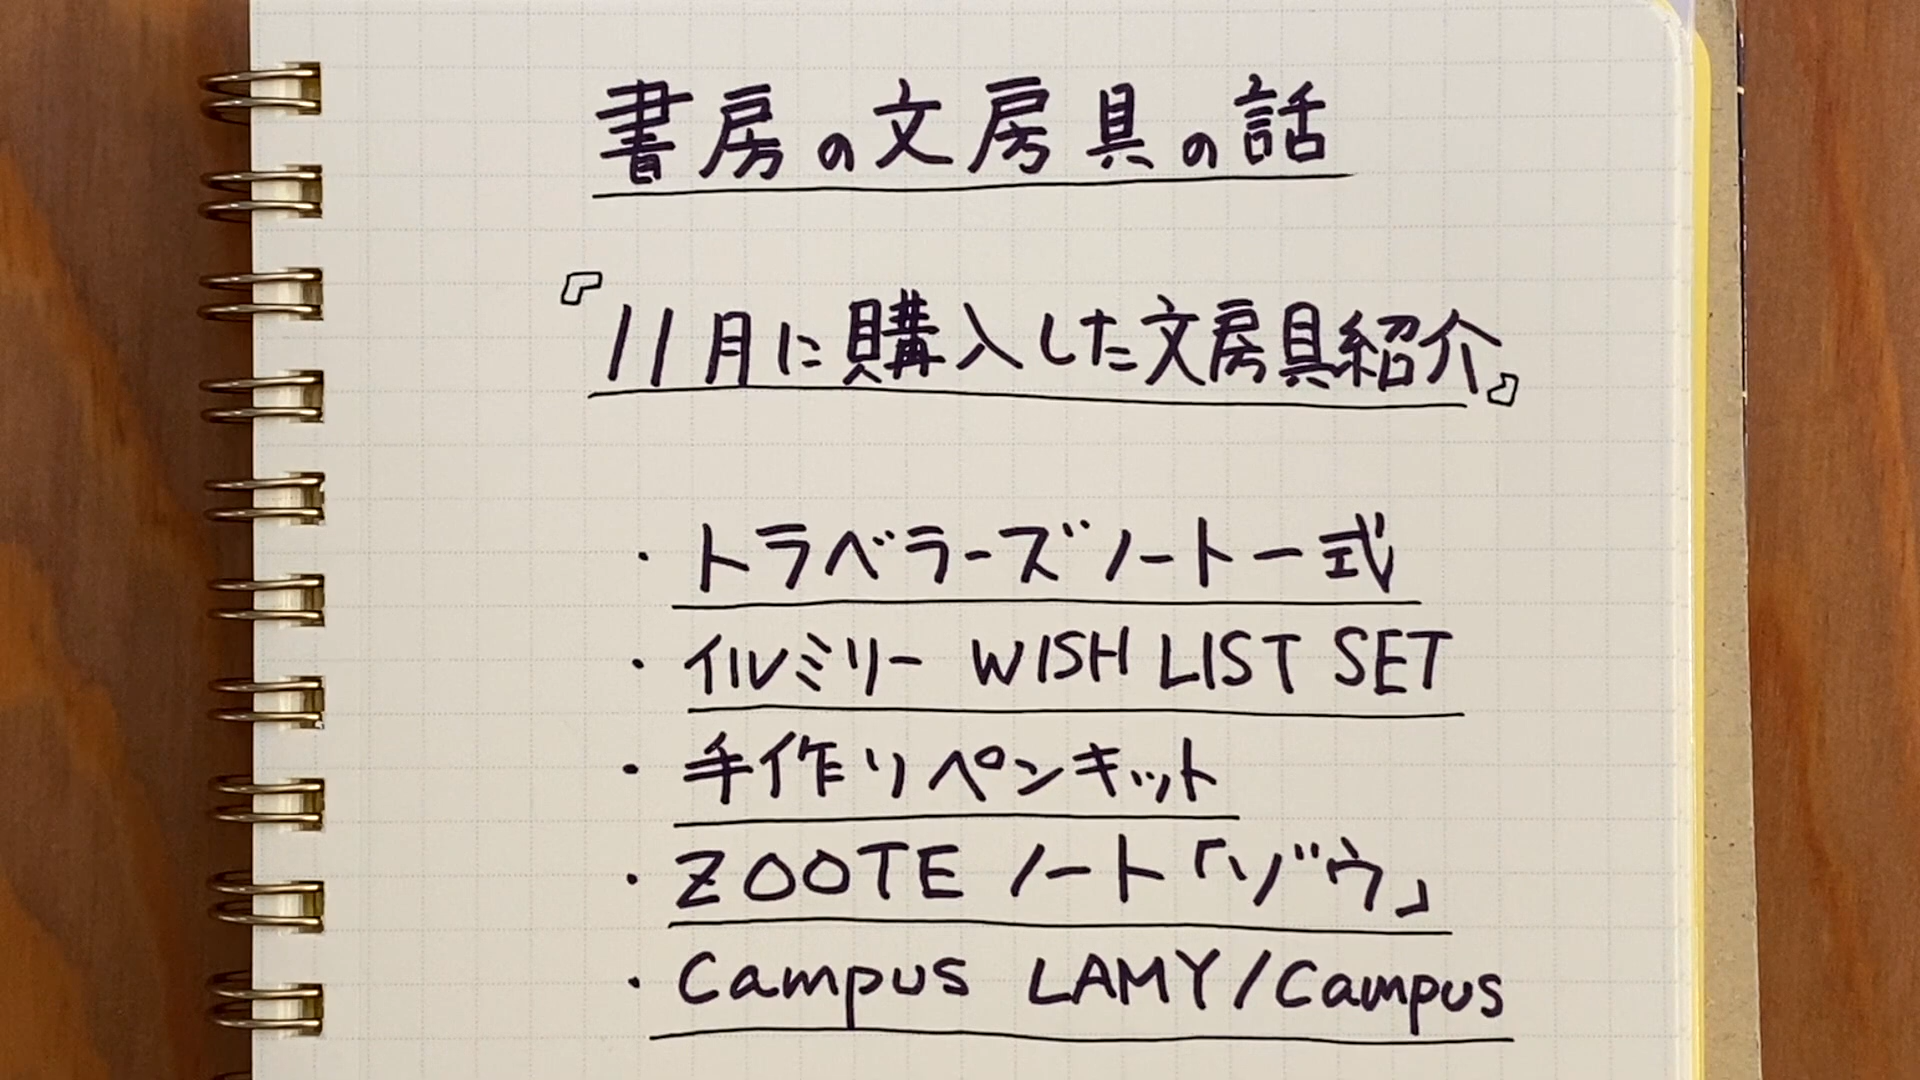 書房の文房具の話
『11月に購入した文房具紹介』
・トラベラーズノート一式
・イルミリー WISH LIST SET
・手作りペンキット
・ZOOTE ノート「ゾウ」
・Campus LAMY/Campus